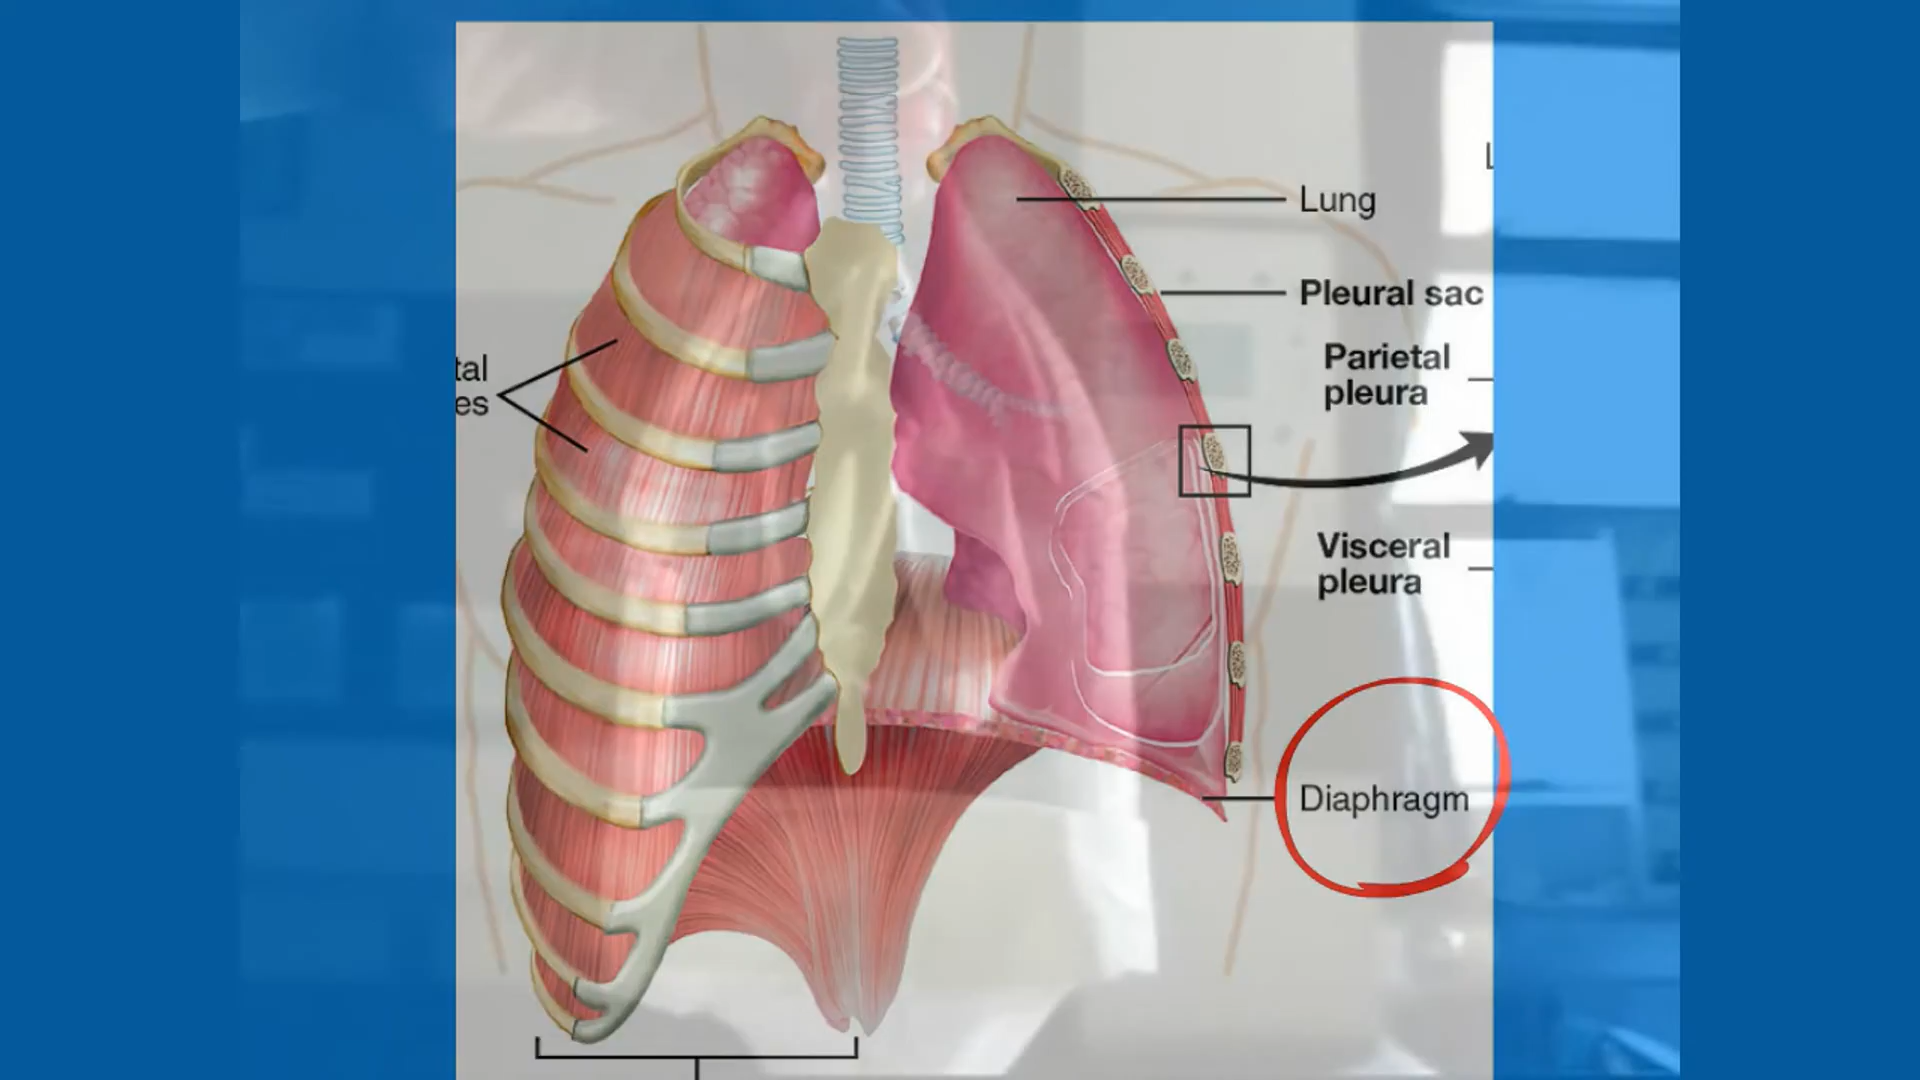 Lung
Pleural sac
Parietal
pleura
tal
es
Visceral
pleura
Diaphragm